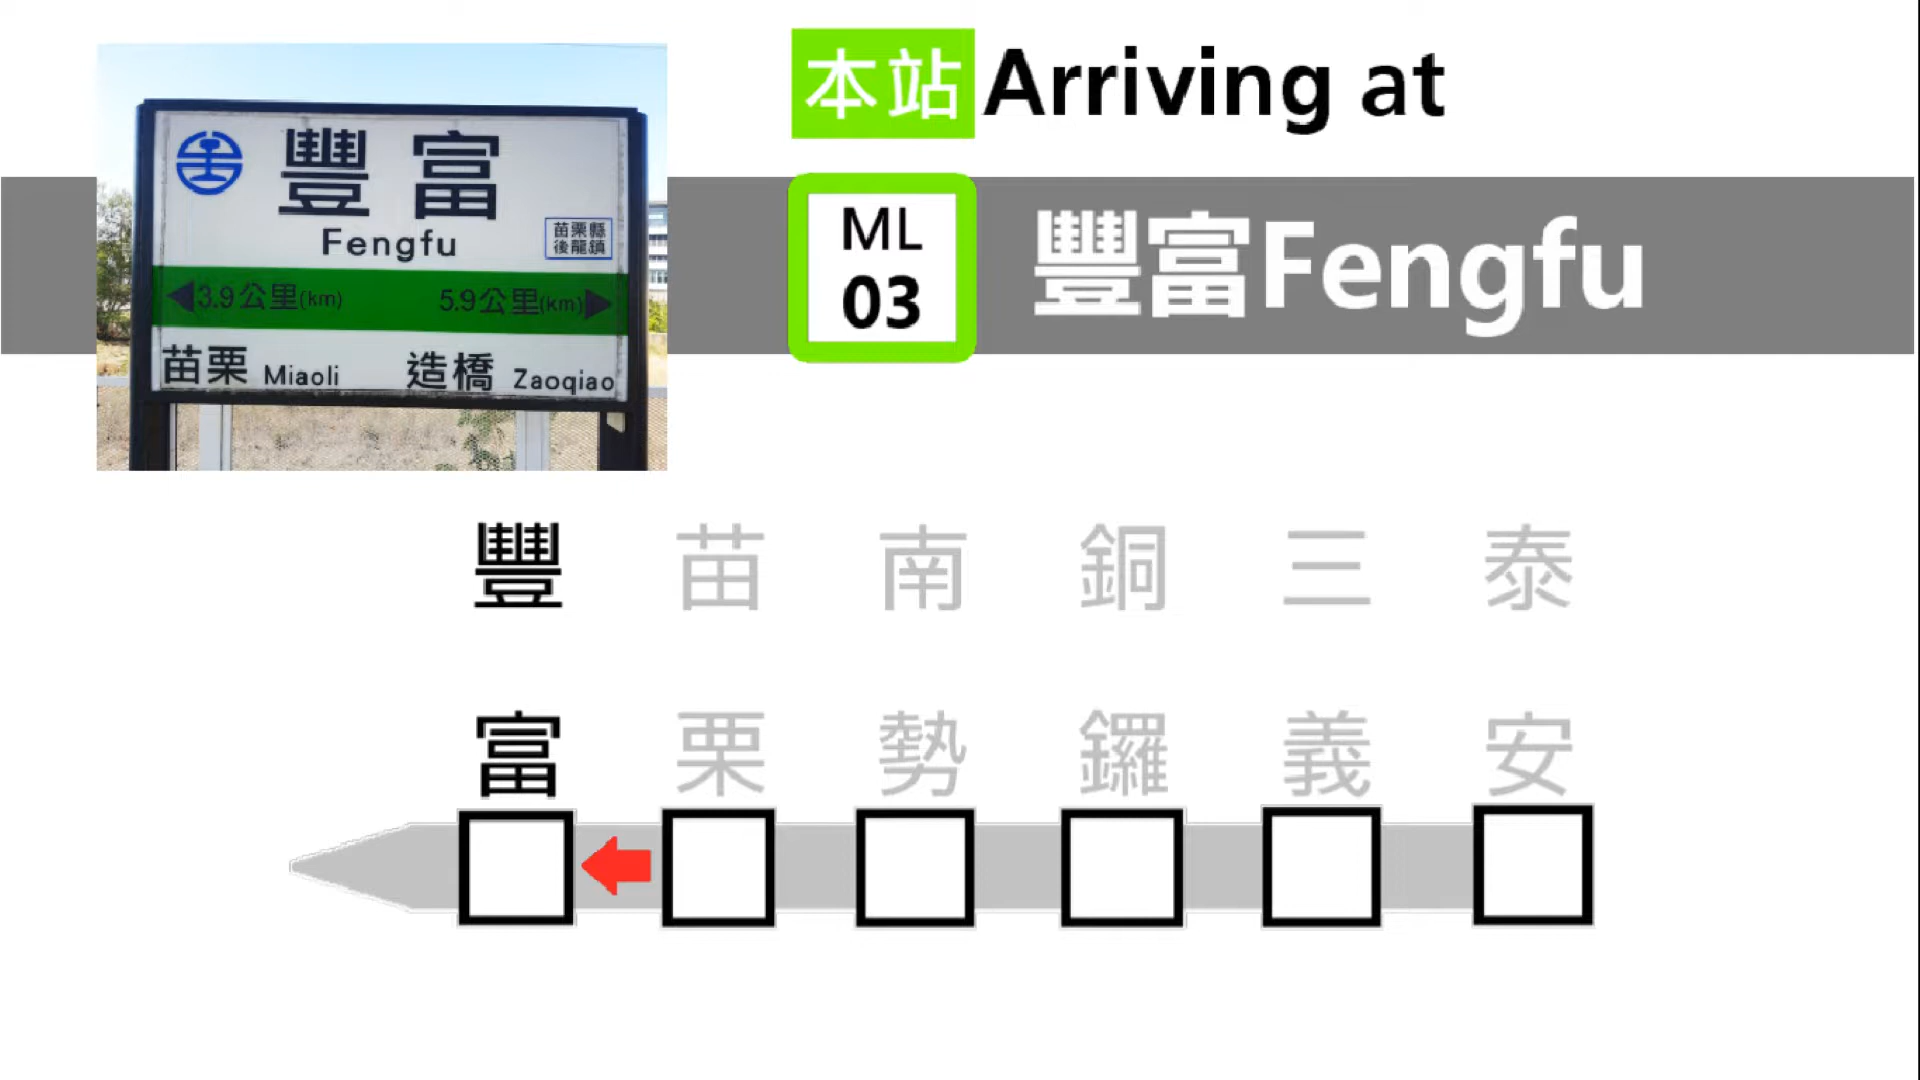 豐富
Fengfu
苗栗縣
後龍鎮
3.9公里(km) 5.9公里(km)
苗栗 Miaoli 造橋 Zaoqiao
本站 Arriving at
ML
03
豐富Fengfu
豐富
苗栗
南勢
銅鑼
三義
泰安